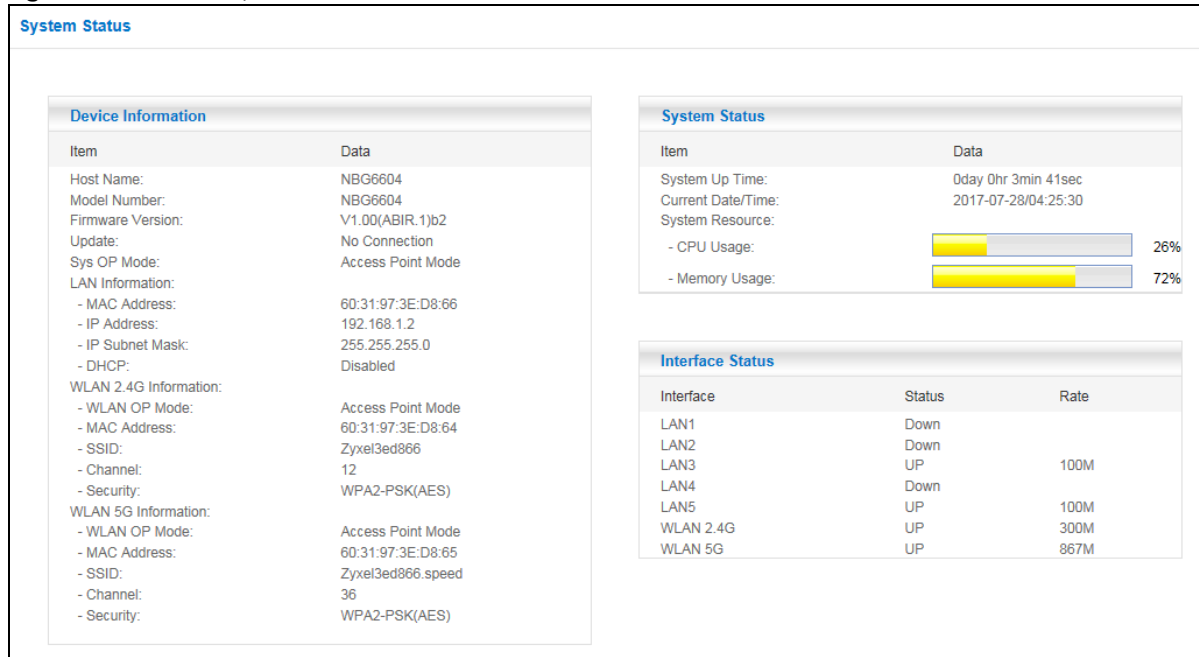 System Status
Device Information
Item Data
Host Name: NBG6604
Model Number: NBG6604
Firmware Version: V1.00(ABIR.1)b2
Update: No Connection
Sys OP Mode: Access Point Mode
LAN Information:
- MAC Address: 60:31:97:3E:D8:66
- IP Address: 192.168.1.2
- IP Subnet Mask: 255.255.255.0
- DHCP: Disabled
WLAN 2.4G Information:
- WLAN OP Mode: Access Point Mode
- MAC Address: 60:31:97:3E:D8:64
- SSID: Zyxel3ed866
- Channel: 12
- Security: WPA2-PSK(AES)
WLAN 5G Information:
- WLAN OP Mode: Access Point Mode
- MAC Address: 60:31:97:3E:D8:65
- SSID: Zyxel3ed866.speed
- Channel: 36
- Security: WPA2-PSK(AES)
System Status
Item Data
System Up Time: 0day 0hr 3min 41sec
Current Date/Time: 2017-07-28/04:25:30
System Resource:
- CPU Usage: 26%
- Memory Usage: 72%
Interface Status
Interface Status Rate
LAN1 Down
LAN2 Down
LAN3 UP 100M
LAN4 Down
LAN5 UP 100M
WLAN 2.4G UP 300M
WLAN 5G UP 867M